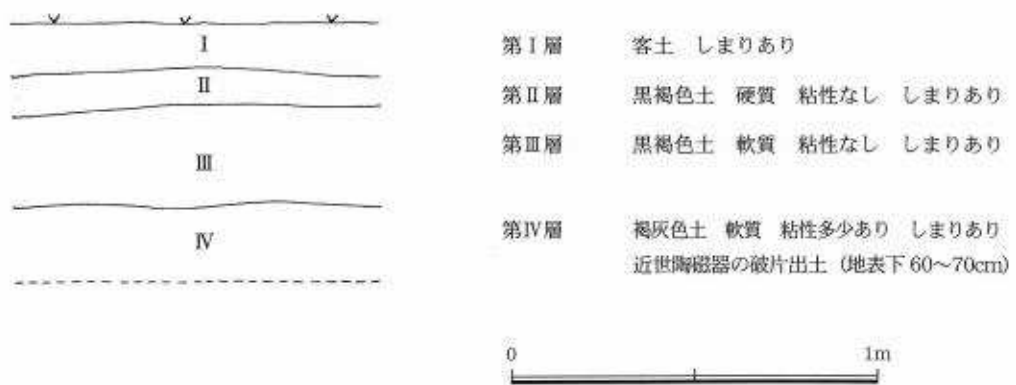 Ⅰ
Ⅱ
Ⅲ
Ⅳ
第Ⅰ層 客土 しまりあり
第Ⅱ層 黒褐色土 硬質 粘性なし しまりあり
第Ⅲ層 黒褐色土 軟質 粘性なし しまりあり
第Ⅳ層 褐灰色土 軟質 粘性多少あり しまりあり
近世陶磁器の破片出土（地表下 60～70cm）
0 1m